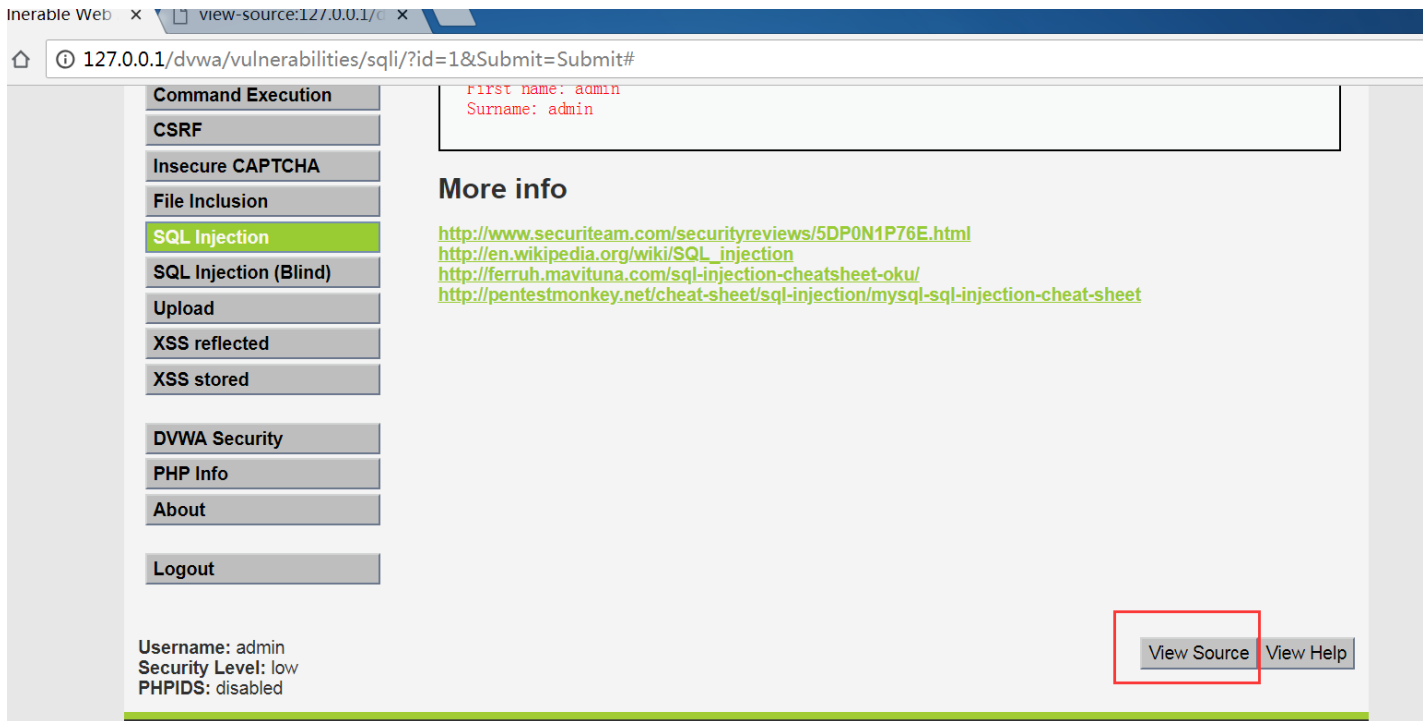 nerable Web × view-source:127.0.0.1/d ×
127.0.0.1/dvwa/vulnerabilities/sqli/?id=1&Submit=Submit#
Command Execution
CSRF
Insecure CAPTCHA
File Inclusion
SQL Injection
SQL Injection (Blind)
Upload
XSS reflected
XSS stored
DVWA Security
PHP Info
About
Logout
First name: admin
Surname: admin
More info
http://www.securiteam.com/securityreviews/5DP0N1P76E.html
http://en.wikipedia.org/wiki/SQL_injection
http://ferruh.mavituna.com/sql-injection-cheatsheet-oku/
http://pentestmonkey.net/cheat-sheet/sql-injection/mysql-sql-injection-cheat-sheet
Username: admin
Security Level: low
PHPIDS: disabled
View Source View Help